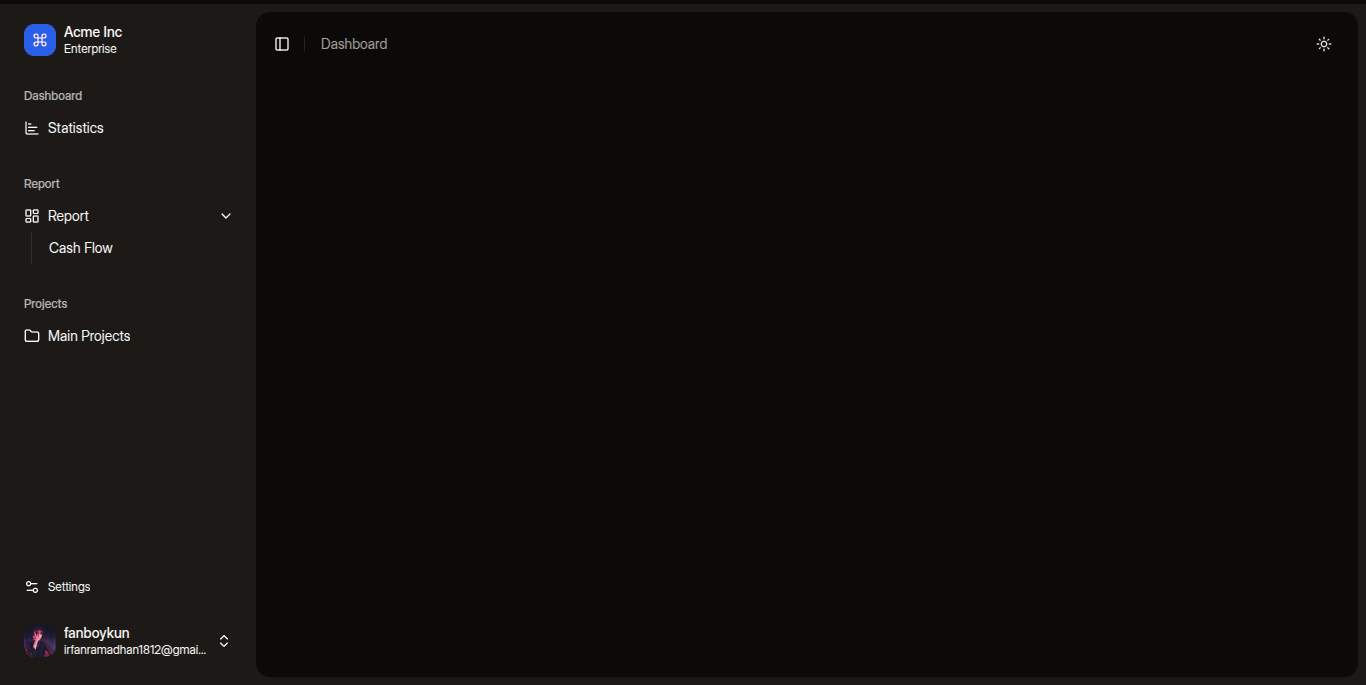 Acme Inc
Enterprise
Dashboard
Dashboard
Statistics
Report
Report
Cash Flow
Projects
Main Projects
Settings
fanboykun
irfanramadhan1812@gmai...